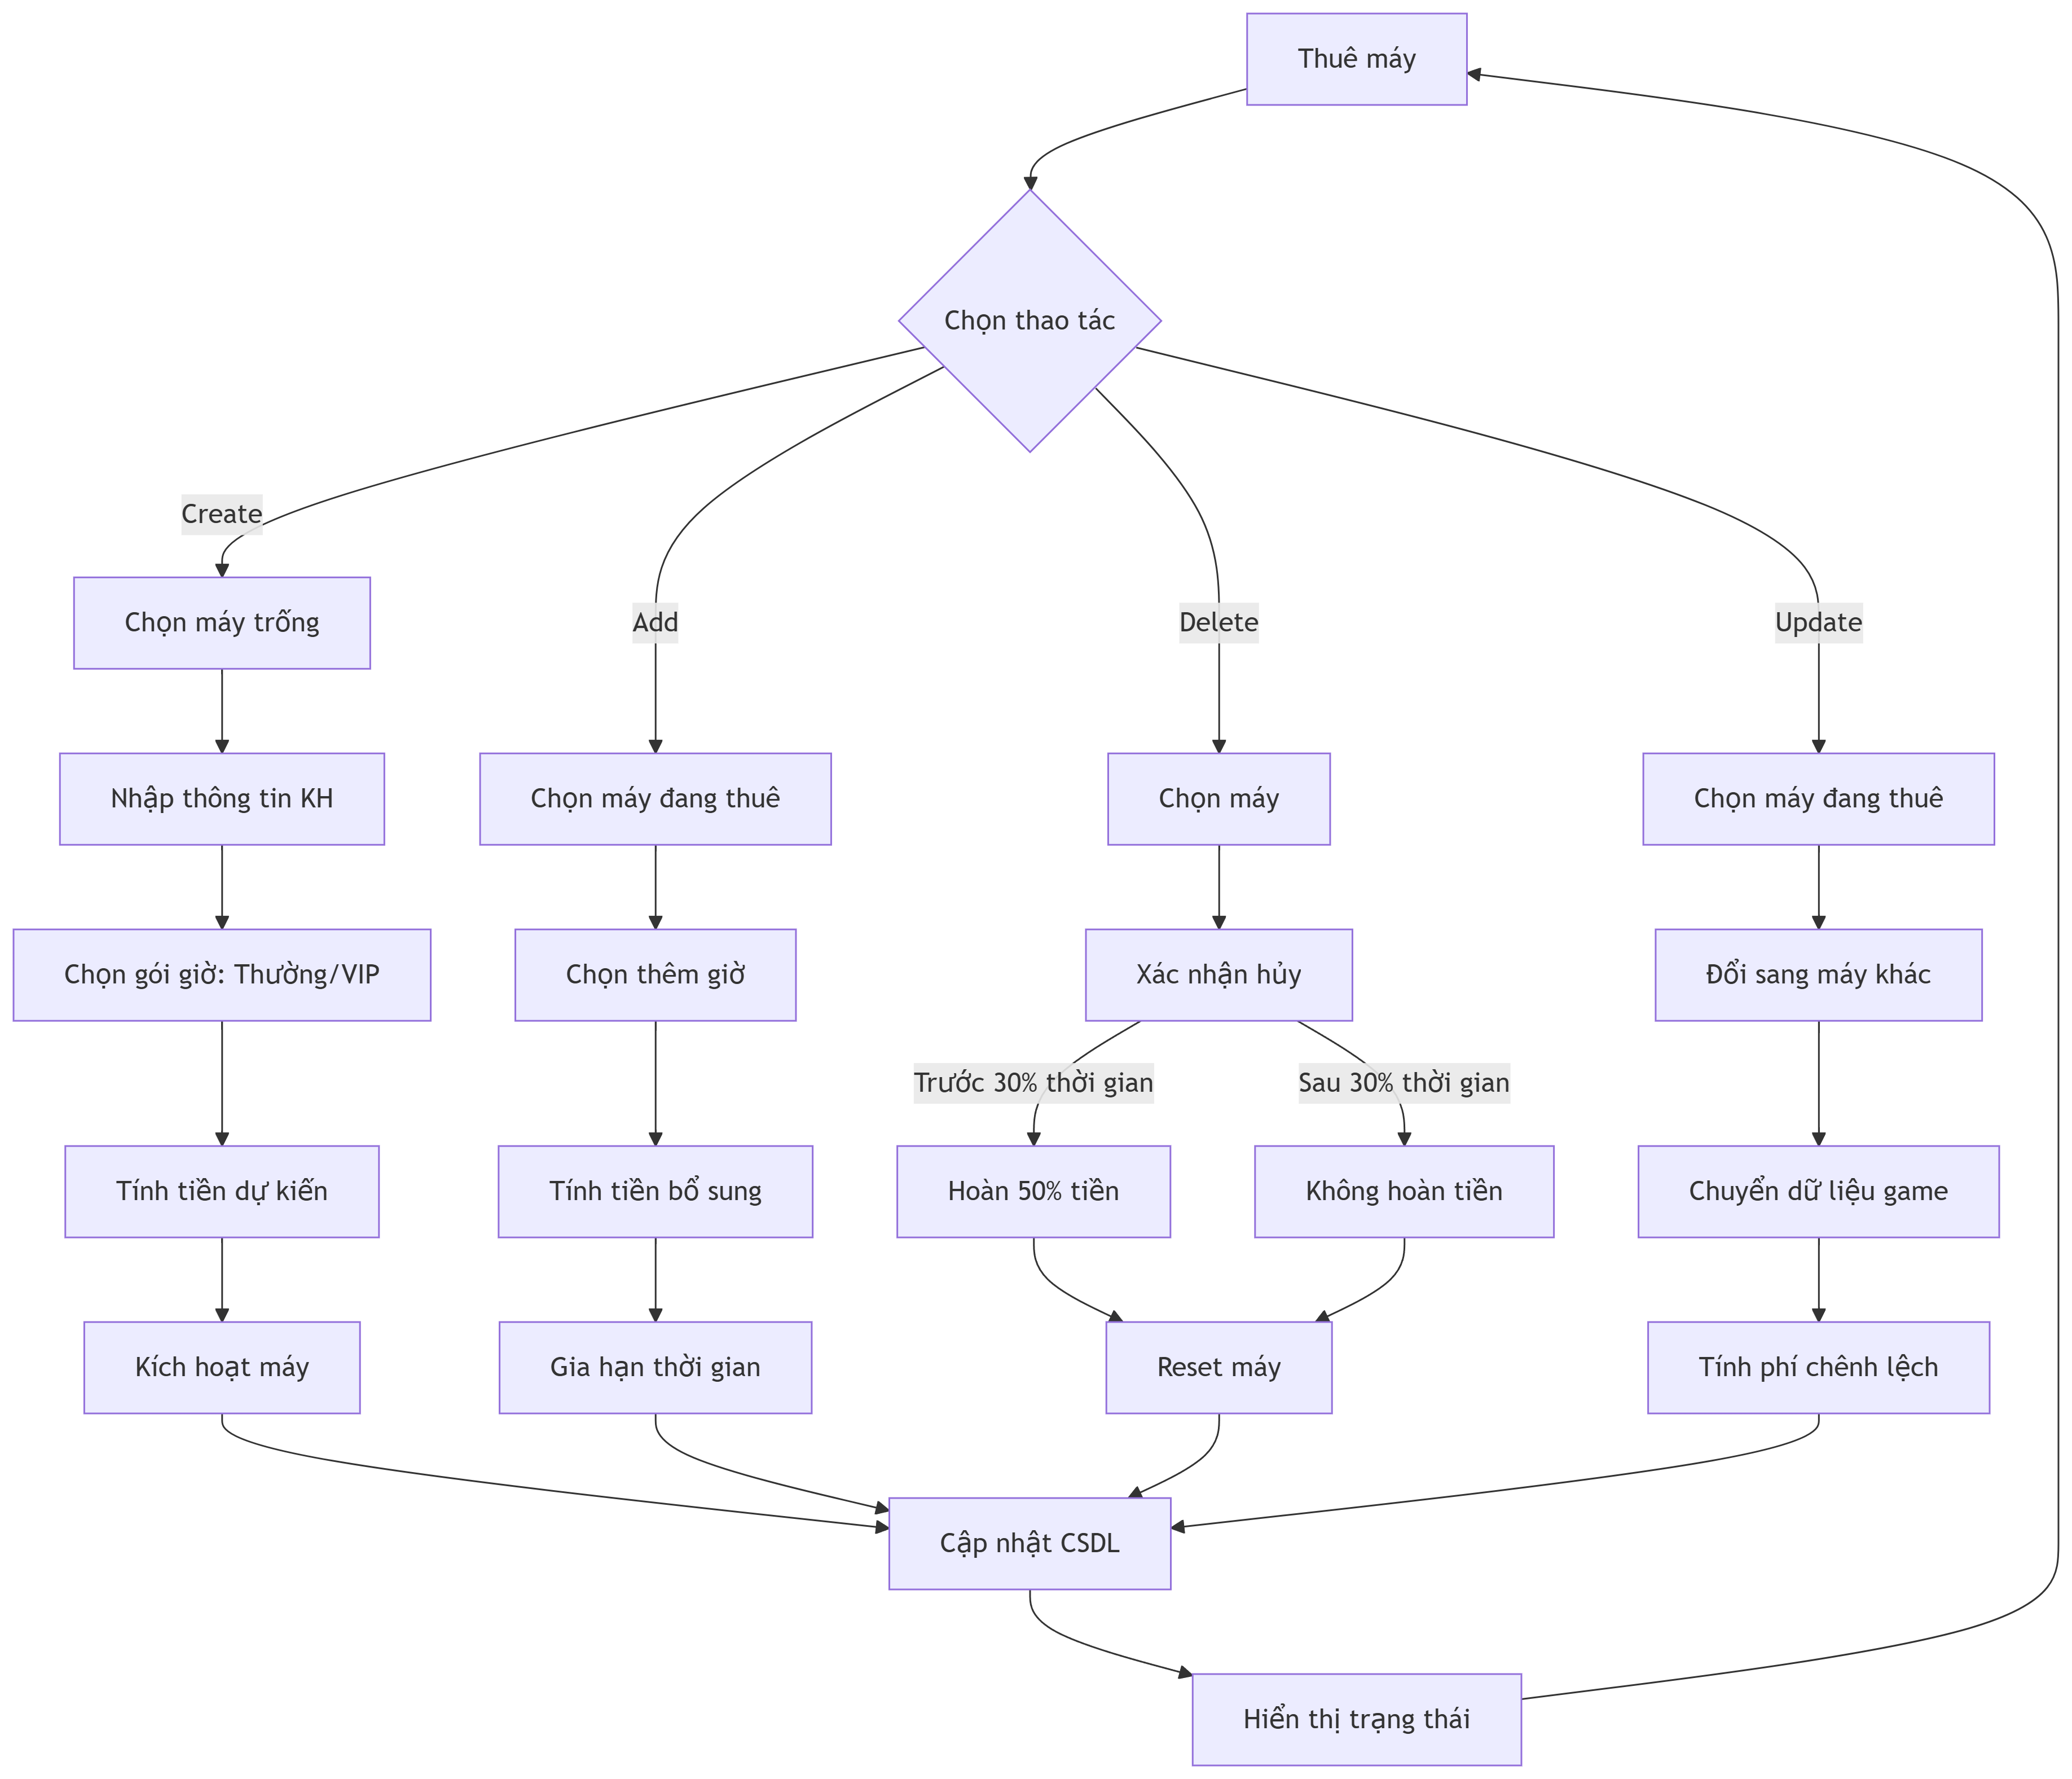 Thuê máy
Chọn thao tác
Create
Add
Delete
Update
Chọn máy trống
Nhập thông tin KH
Chọn máy đang thuê
Chọn máy
Chọn máy đang thuê
Chọn gói giờ: Thường/VIP
Chọn thêm giờ
Xác nhận hủy
Đổi sang máy khác
Trước 30% thời gian
Sau 30% thời gian
Tính tiền dự kiến
Tính tiền bổ sung
Hoàn 50% tiền
Không hoàn tiền
Chuyển dữ liệu game
Kích hoạt máy
Gia hạn thời gian
Reset máy
Tính phí chênh lệch
Cập nhật CSDL
Hiển thị trạng thái